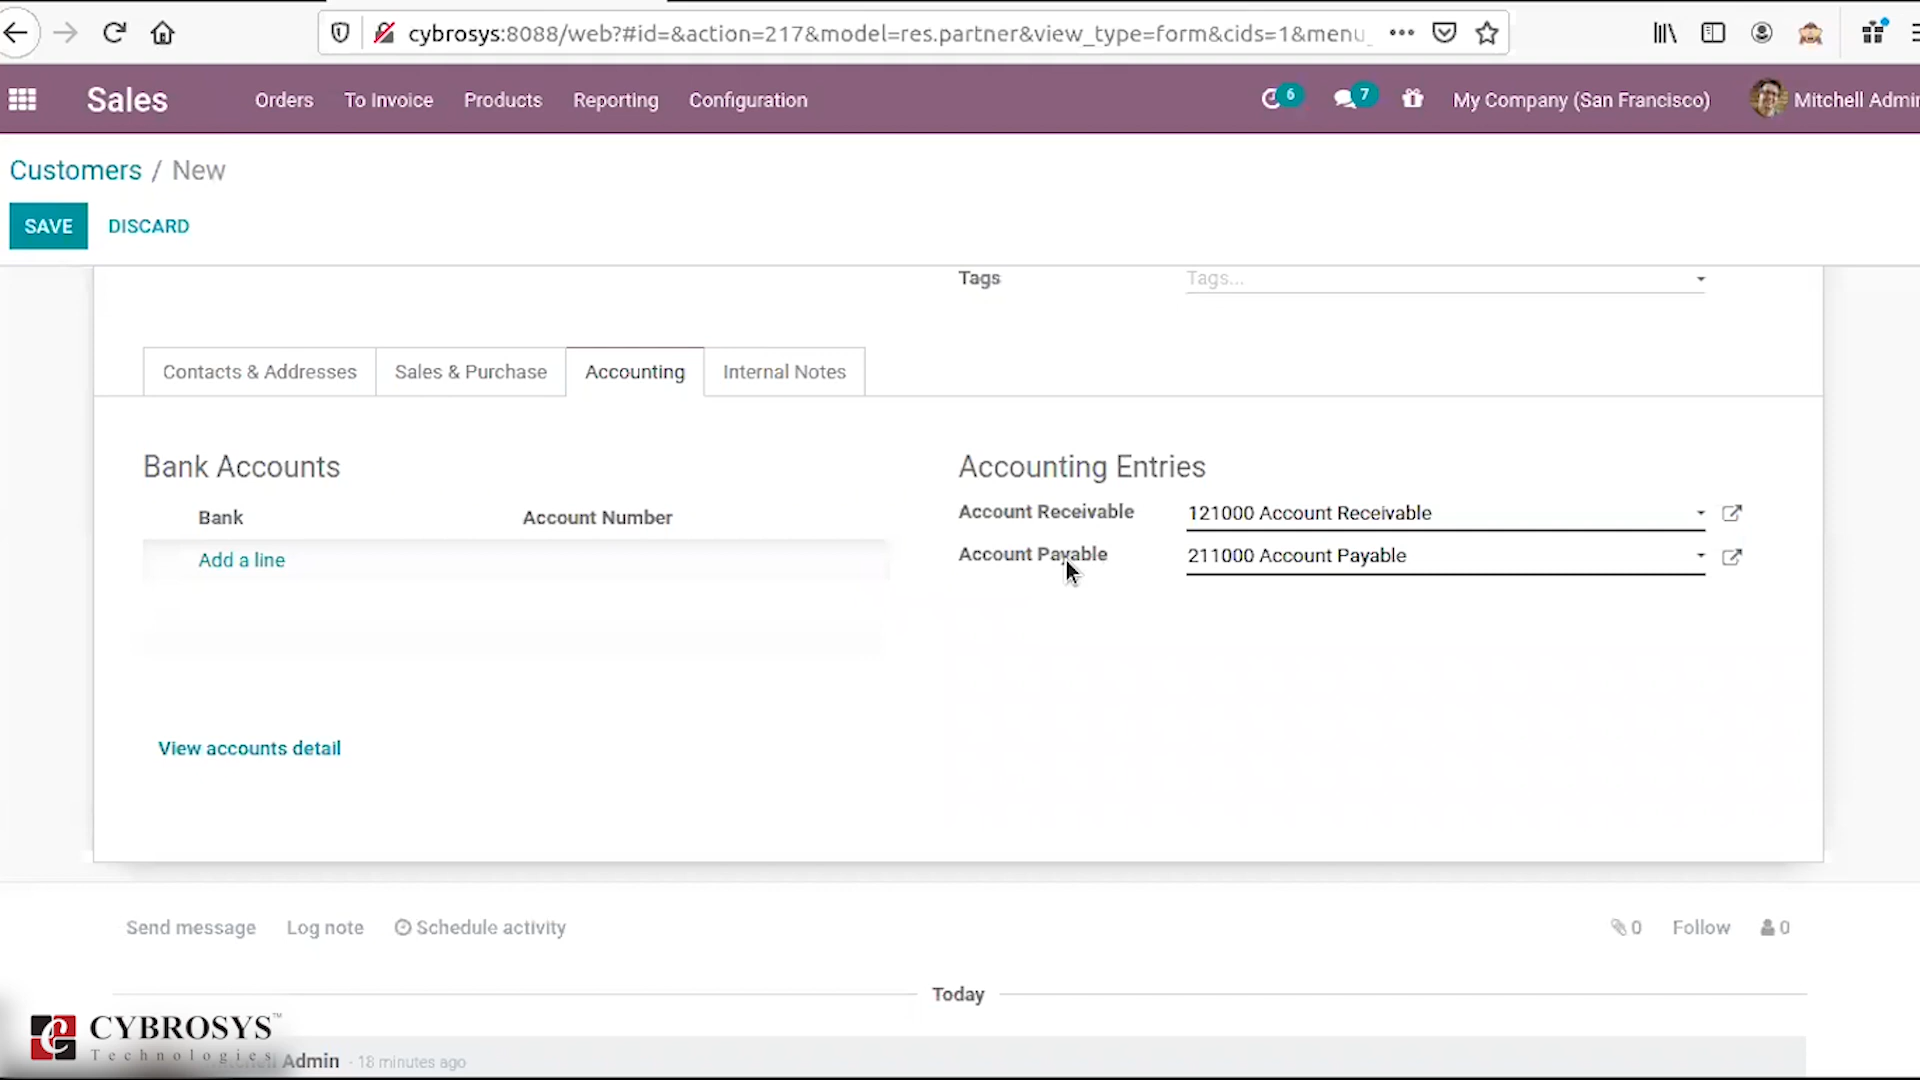 cybrosys:8088/web?#id=&action=217&model=res.partner&view_type=form&cids=1&menu_
Sales Orders To Invoice Products Reporting Configuration 6 7 My Company (San Francisco) Mitchell Admin
Customers / New
SAVE DISCARD
Tags Tags...
Contacts & Addresses Sales & Purchase Accounting Internal Notes
Bank Accounts Accounting Entries
Bank Account Number Account Receivable 121000 Account Receivable
Add a line Account Payable 211000 Account Payable
View accounts detail
Send message Log note Schedule activity 0 Follow 0
Today
CYBROSYS™
Technologies
Admin - 18 minutes ago